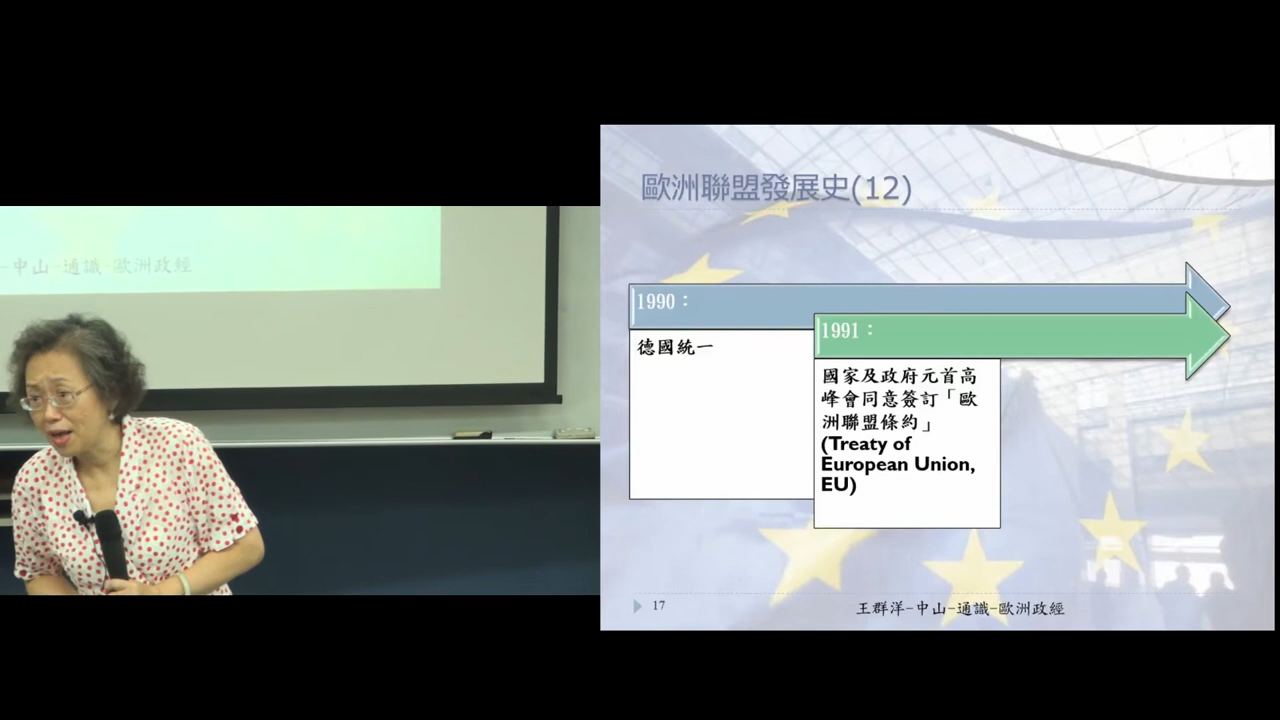 -中山-通識-歐洲政經
歐洲聯盟發展史(12)
1990：
德國統一
1991：
國家及政府元首高
峰會同意簽訂「歐
洲聯盟條約」
(Treaty of
European Union,
EU)
17
王群洋-中山-通識-歐洲政經